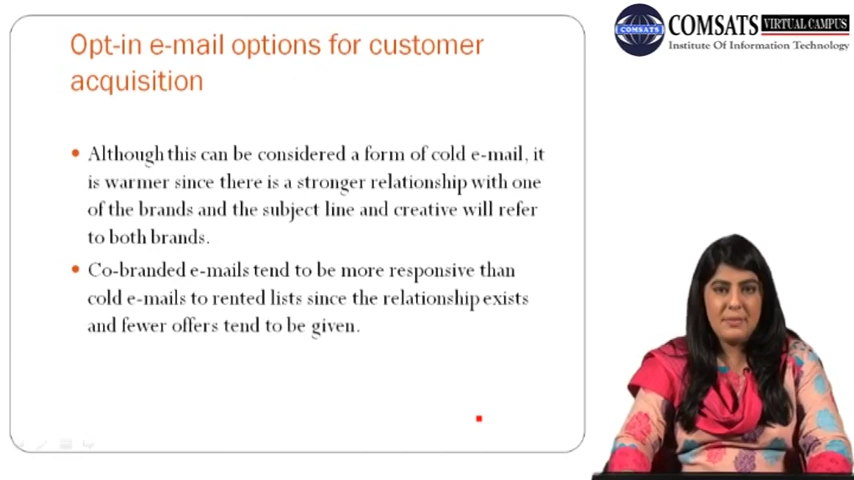 Opt-in e-mail options for customer
acquisition
COMSATS
COMSATS VIRTUAL CAMPUS
Institute Of Information Technology
• Although this can be considered a form of cold e-mail, it
is warmer since there is a stronger relationship with one
of the brands and the subject line and creative will refer
to both brands.
• Co-branded e-mails tend to be more responsive than
cold e-mails to rented lists since the relationship exists
and fewer offers tend to be given.